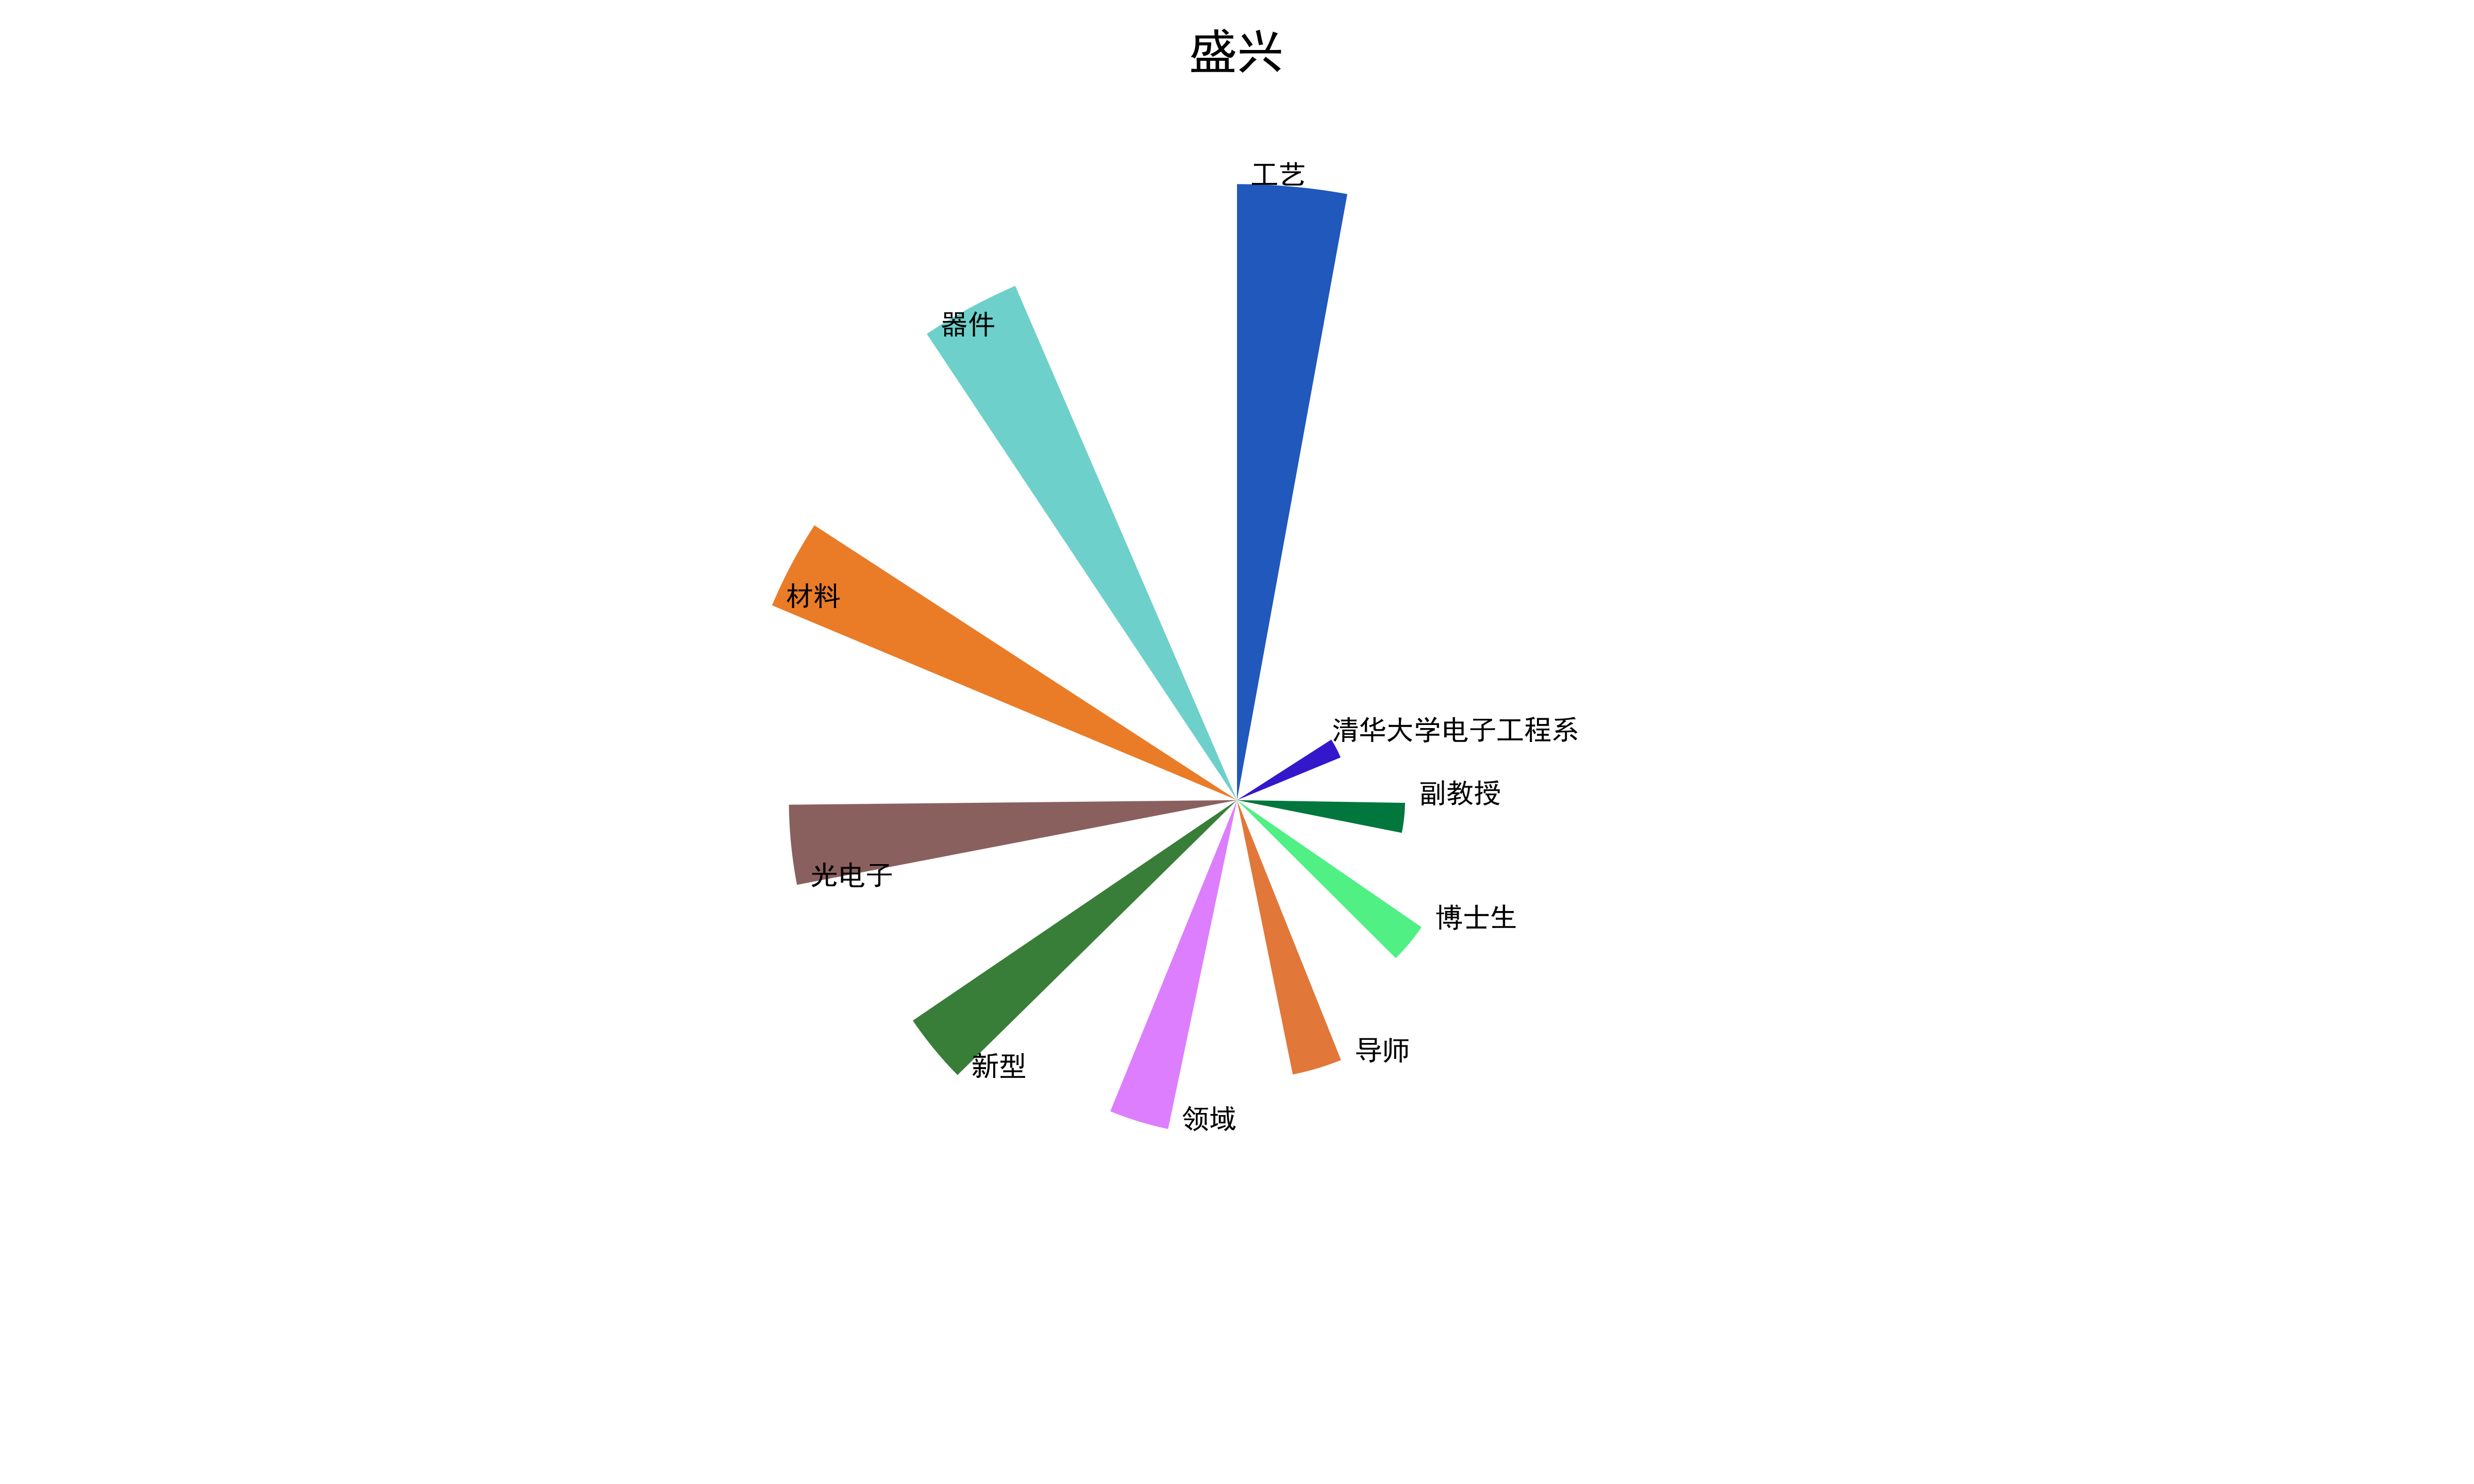 盛兴
工艺
器件
材料
清华大学电子工程系
副教授
光电子
博士生
导师
新型
领域